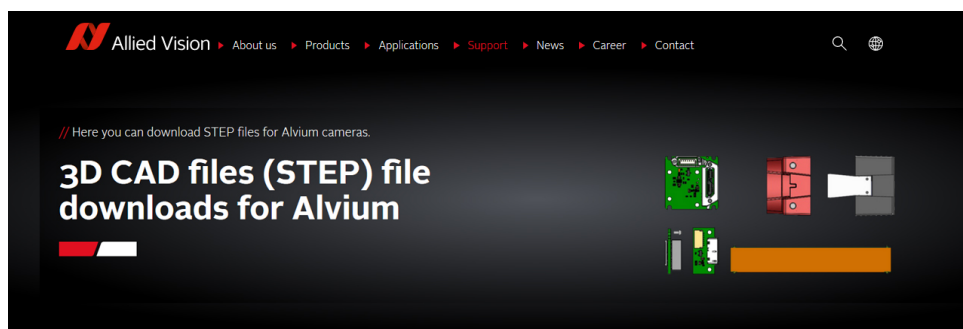 Allied Vision About us Products Applications Support News Career Contact
// Here you can download STEP files for Alvium cameras.
3D CAD files (STEP) file
downloads for Alvium